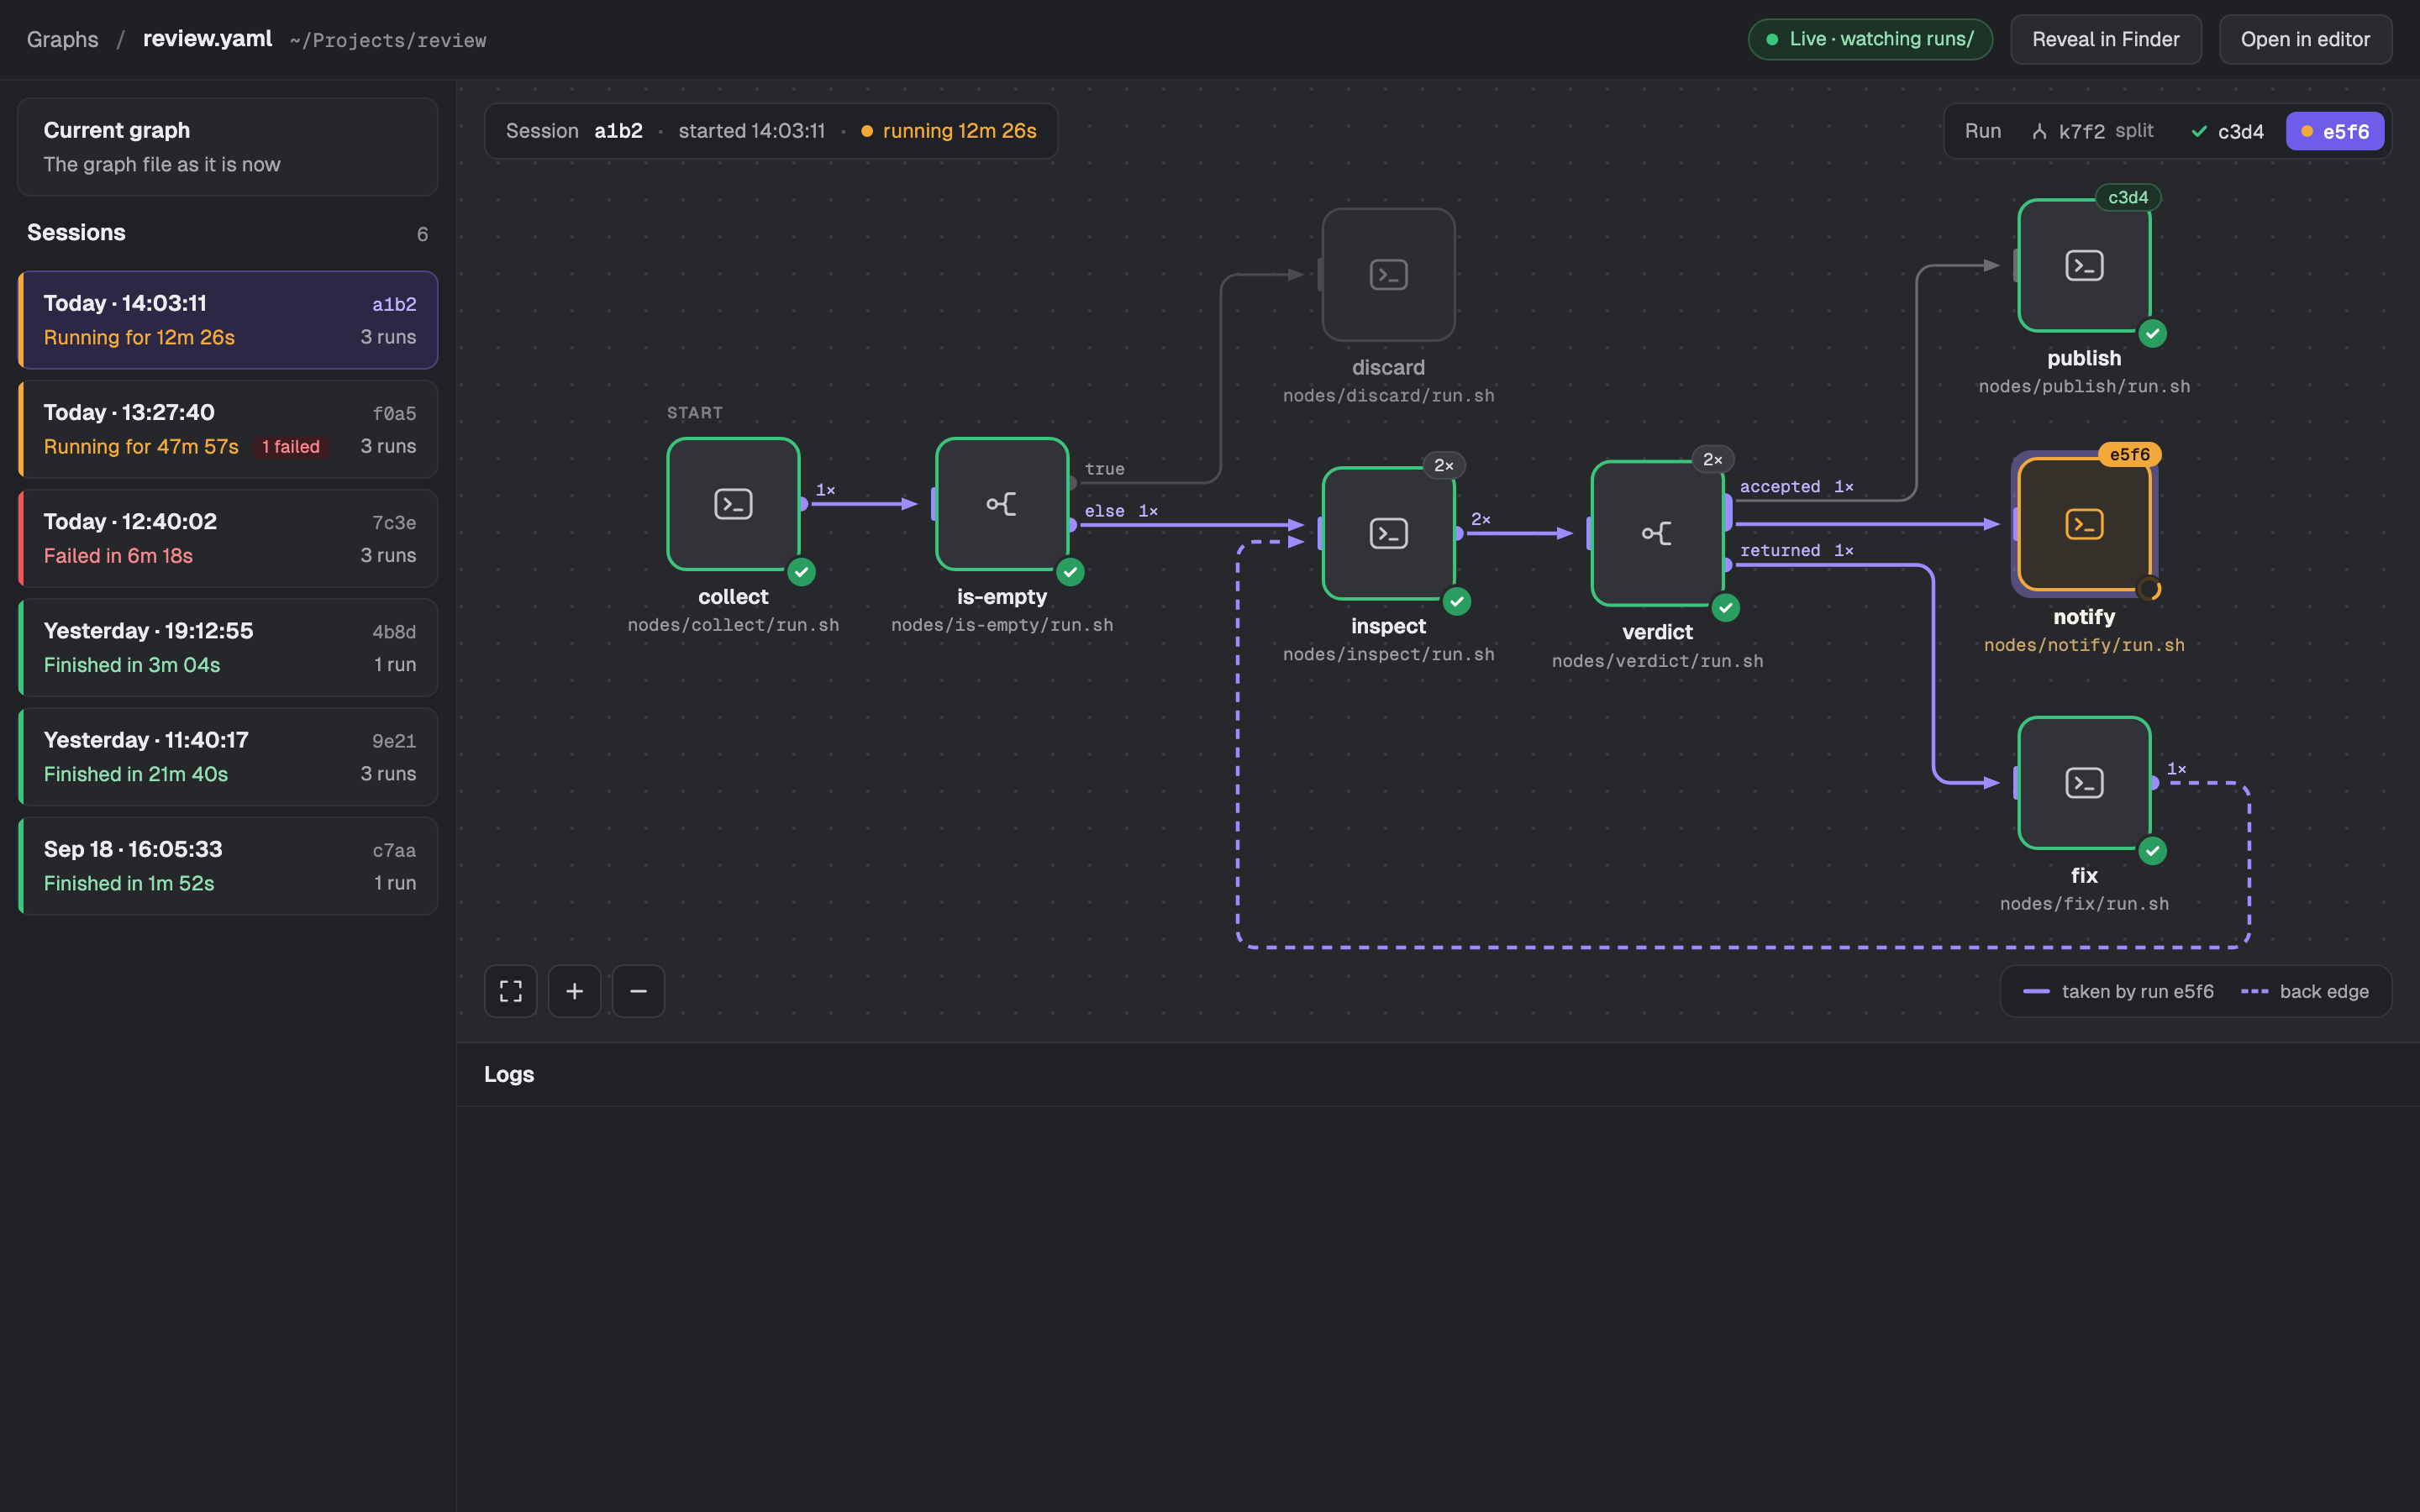 Graphs / review.yaml ~/Projects/review
Live · watching runs/
Reveal in Finder
Open in editor
Current graph
The graph file as it is now
Sessions 6
Today · 14:03:11 a1b2
Running for 12m 26s 3 runs
Today · 13:27:40 f0a5
Running for 47m 57s 1 failed 3 runs
Today · 12:40:02 7c3e
Failed in 6m 18s 3 runs
Yesterday · 19:12:55 4b8d
Finished in 3m 04s 1 run
Yesterday · 11:40:17 9e21
Finished in 21m 40s 3 runs
Sep 18 · 16:05:33 c7aa
Finished in 1m 52s 1 run
Session a1b2 · started 14:03:11 · running 12m 26s
Run k7f2 split c3d4 e5f6
c3d4
publish
nodes/publish/run.sh
discard
nodes/discard/run.sh
START
1×
collect
nodes/collect/run.sh
true
else 1×
is-empty
nodes/is-empty/run.sh
2×
2×
inspect
nodes/inspect/run.sh
2×
accepted 1×
returned 1×
verdict
nodes/verdict/run.sh
e5f6
notify
nodes/notify/run.sh
1×
fix
nodes/fix/run.sh
taken by run e5f6
back edge
Logs